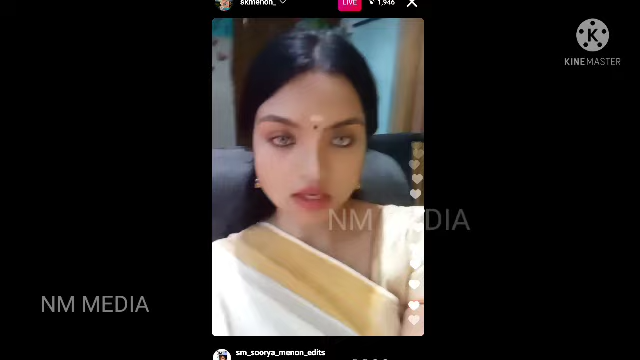 skmenon_
LIVE
1,946
KINEMASTER
NM MEDIA
NM MEDIA
sm_soorya_menon_edits